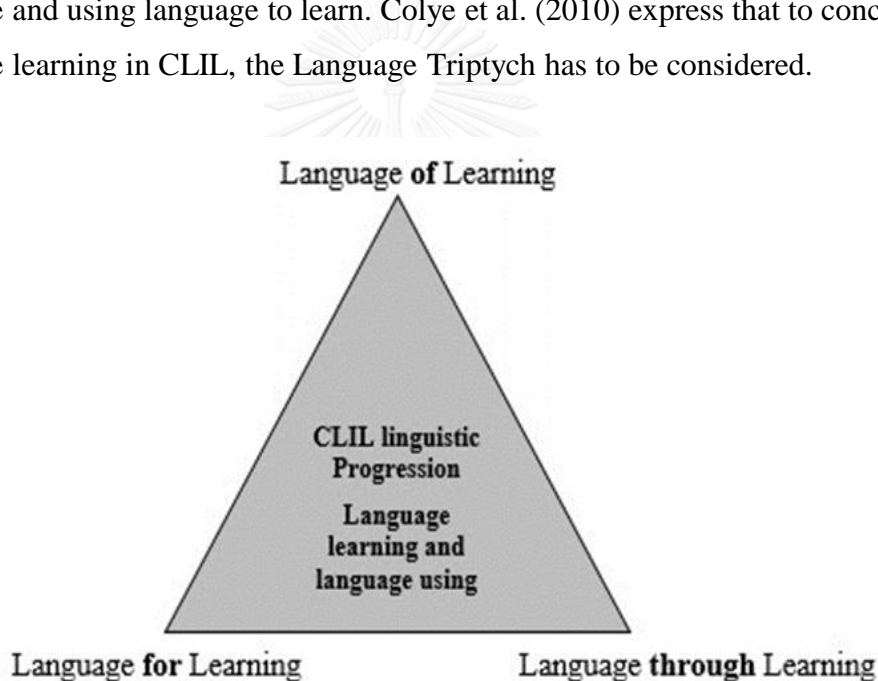 and using language to learn. Colye et al. (2010) express that to
learning in CLIL, the Language Triptych has to be considered.
Language of Learning
CLIL linguistic
Progression
Language
learning and
language using
Language for Learning
Language through Learning